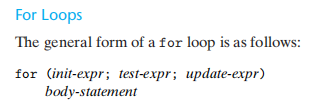 For Loops
The general form of a for loop is as follows:
for (init-expr; test-expr; update-expr)
body-statement